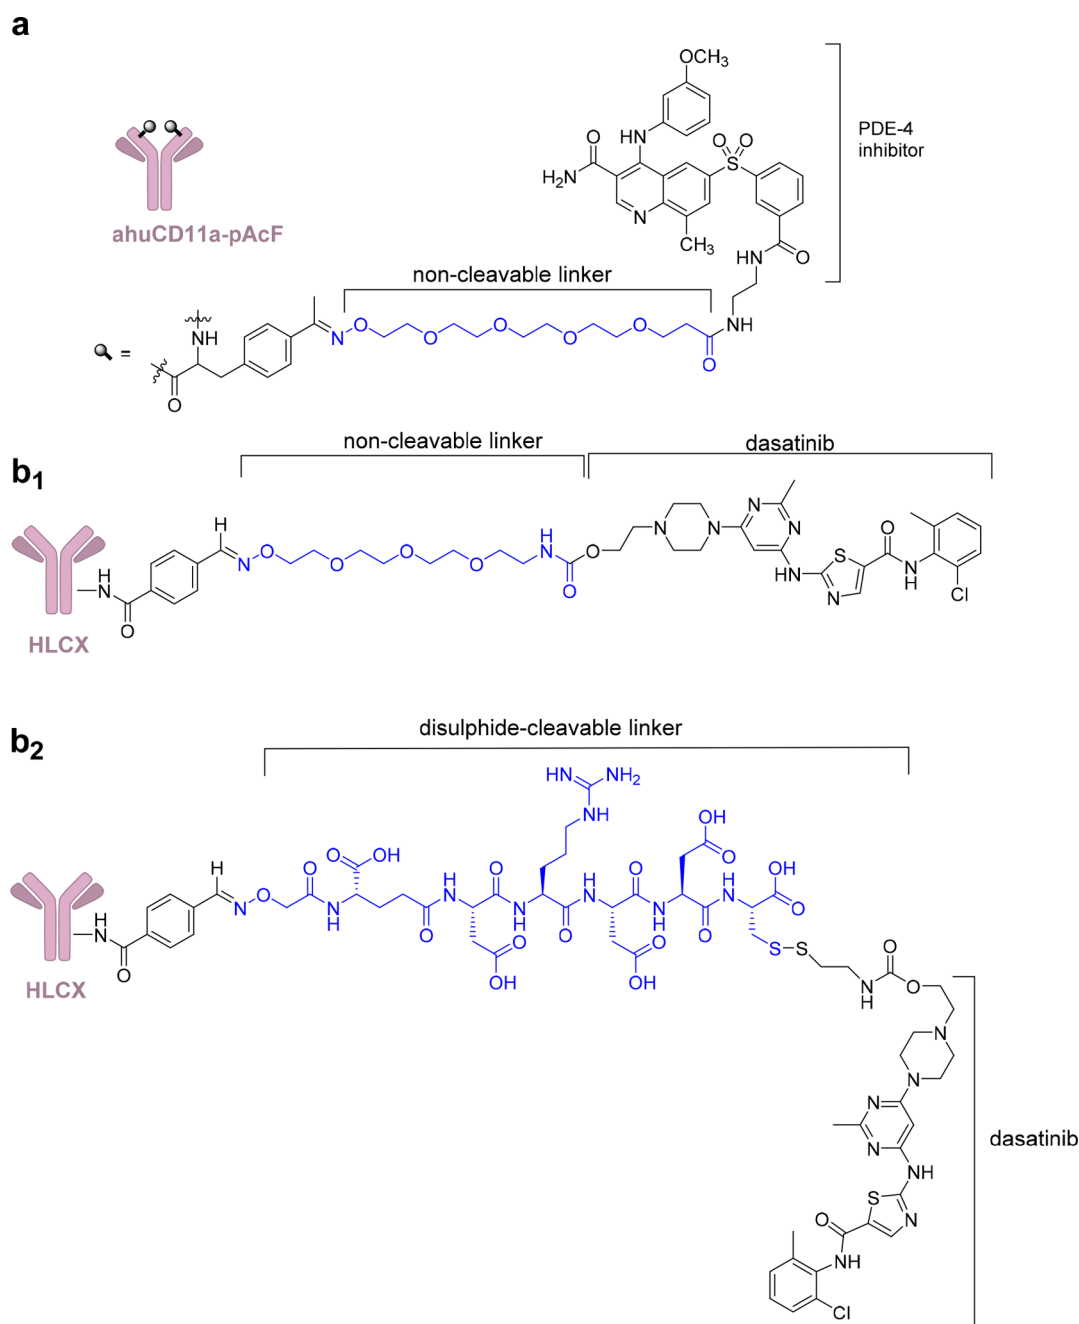 a
OCH3
HN
O
O O
S
H2N
N
CH3
HN
O
PDE-4
inhibitor
ahuCD11a-pAcF
non-cleavable linker
=
NH
O
N
O
O
O
O
O
O
NH
b1
non-cleavable linker
dasatinib
HLCX
H
N
O
H
N
O
O
O
O
H
N
O
O
N
N
N
N
HN
S
N
O
N
H
Cl
b2
disulphide-cleavable linker
HLCX
H
N
O
H
N
O
O
N
H
O
OH
O
H
N
O
OH
O
N
H
HN
NH2
NH
O
H
N
O
OH
O
N
H
O
OH
O
H
N
OH
O
S
S
N
H
O
O
N
N
N
N
NH
S
N
O
NH
Cl
dasatinib